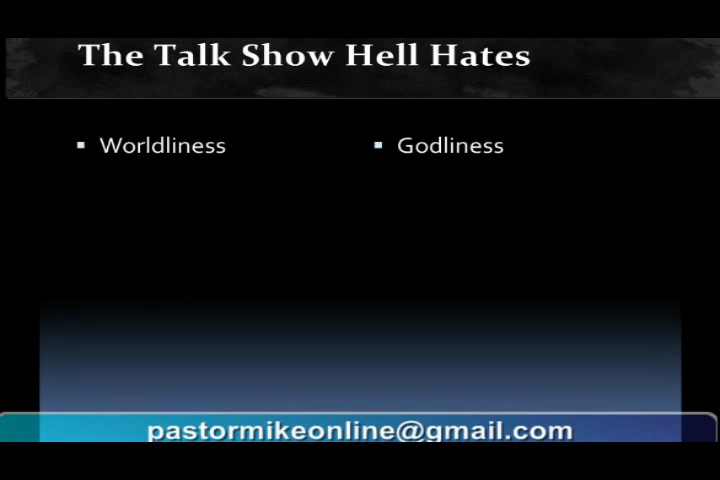 The Talk Show Hell Hates
▪ Worldliness
▪ Godliness
pastormikeonline@gmail.com